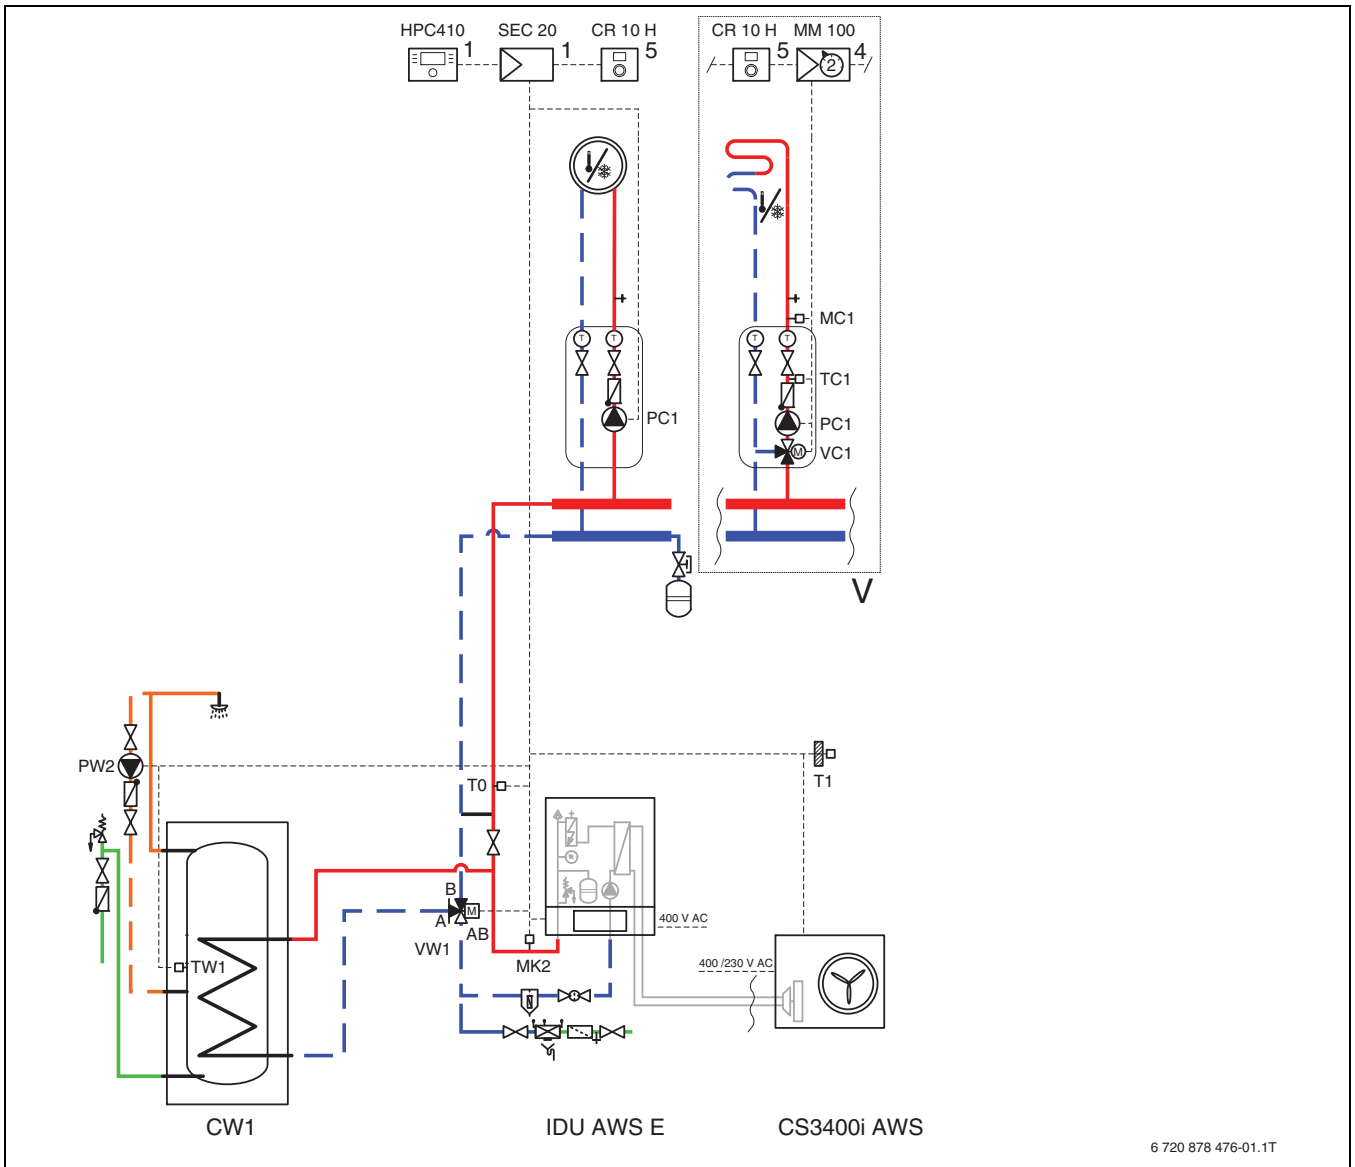 HPC410 SEC 20 CR 10 H CR 10 H MM 100
1 1 5 5 2 4
MC1
T T T T
TC1
PC1 PC1
M VC1
V
PW2
T0 T1
B
A M
AB
VW1
400 V AC
MK2
TW1
400 /230 V AC
CW1 IDU AWS E CS3400i AWS
6 720 878 476-01.1T